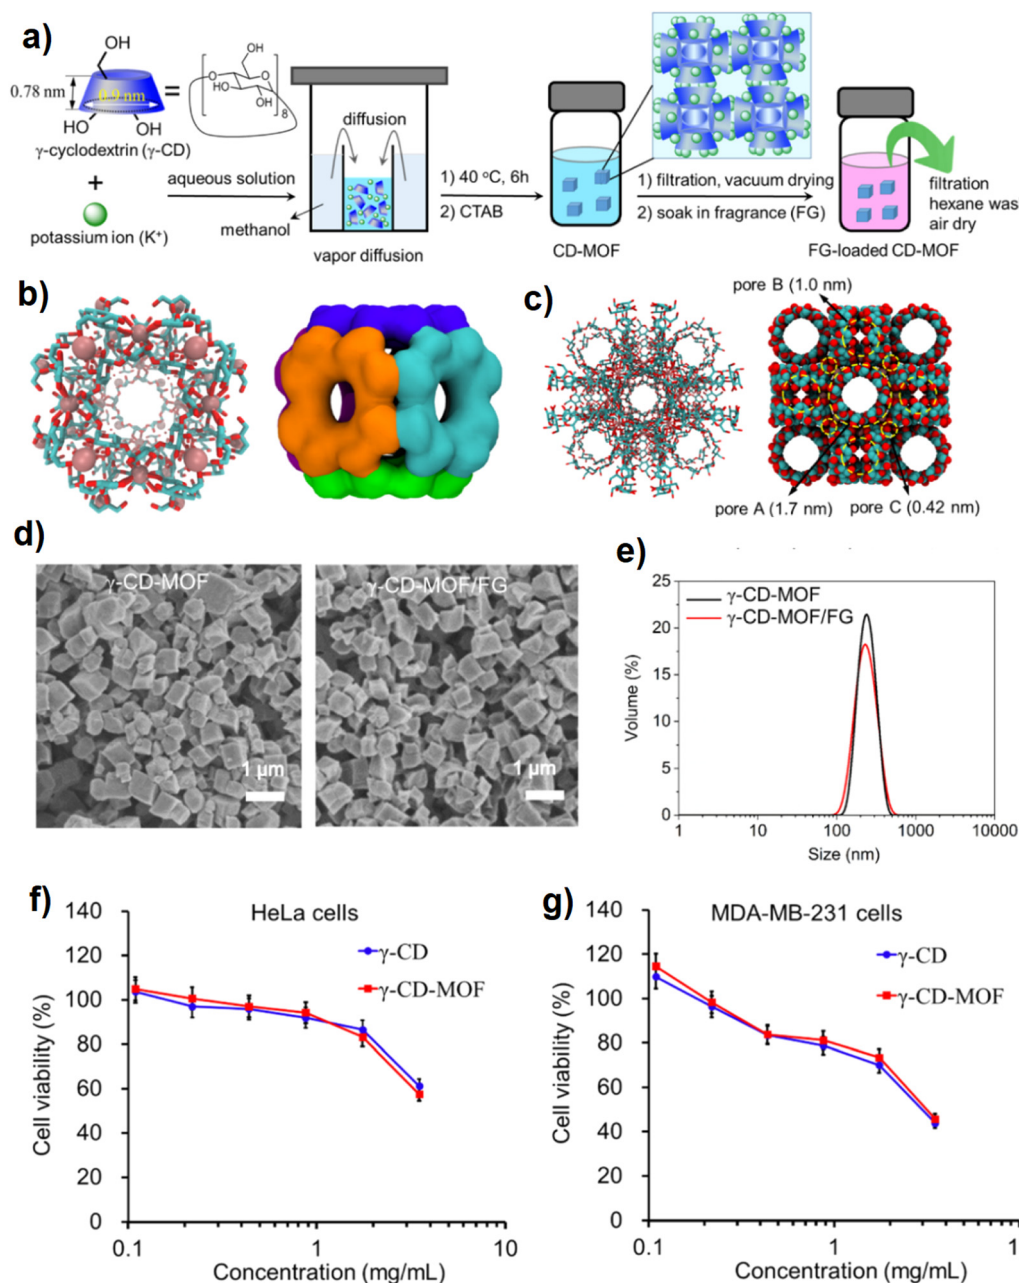 a)
OH
0.78 nm
0.9 nm
HO
OH
γ-cyclodextrin (γ-CD)
=
HO
O
O
HO
OH
8
+
potassium ion (K⁺)
aqueous solution
methanol
diffusion
vapor diffusion
1) 40 °C, 6h
2) CTAB
CD-MOF
1) filtration, vacuum drying
2) soak in fragrance (FG)
FG-loaded CD-MOF
filtration
hexane was
air dry
b)
c)
pore B (1.0 nm)
pore A (1.7 nm)
pore C (0.42 nm)
d)
γ-CD-MOF
1 µm
γ-CD-MOF/FG
1 µm
e)
γ-CD-MOF
γ-CD-MOF/FG
Volume (%)
25
20
15
10
5
0
1 10 100 1000 10000
Size (nm)
f)
HeLa cells
γ-CD
γ-CD-MOF
Cell viability (%)
140
120
100
80
60
40
20
0
0.1 1 10
Concentration (mg/mL)
g)
MDA-MB-231 cells
γ-CD
γ-CD-MOF
Cell viability (%)
140
120
100
80
60
40
20
0
0.1 1 1
Concentration (mg/mL)